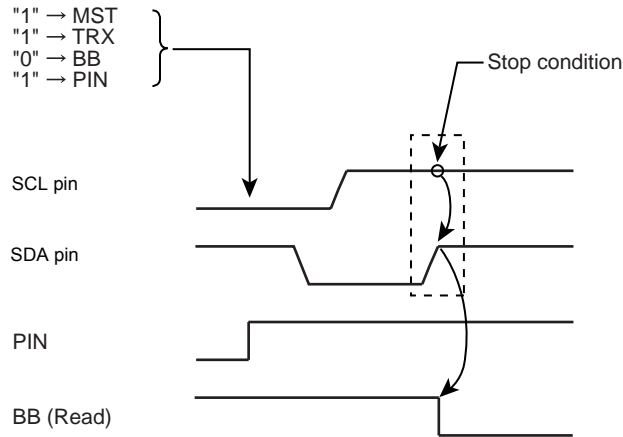 "1" → MST
"1" → TRX
"0" → BB
"1" → PIN
Stop condition
SCL pin
SDA pin
PIN
BB (Read)